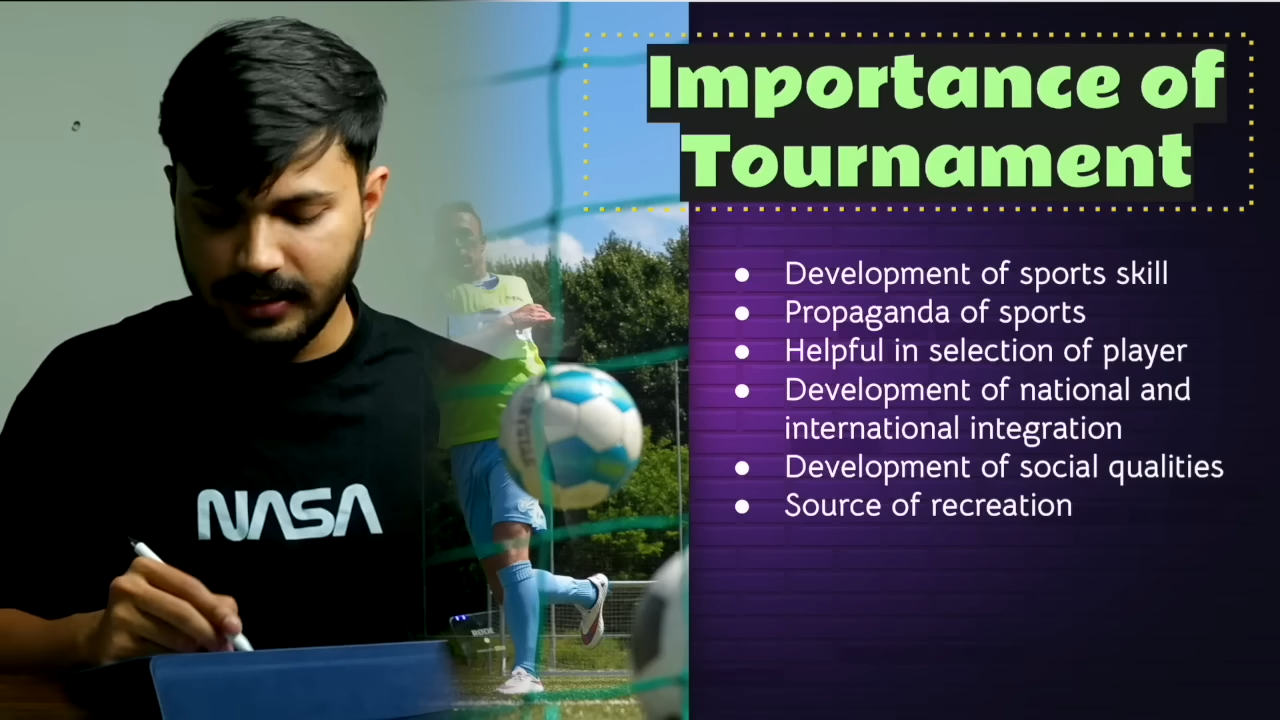 Importance of
Tournament
● Development of sports skill
● Propaganda of sports
● Helpful in selection of player
● Development of national and
international integration
● Development of social qualities
● Source of recreation
NASA
RODE